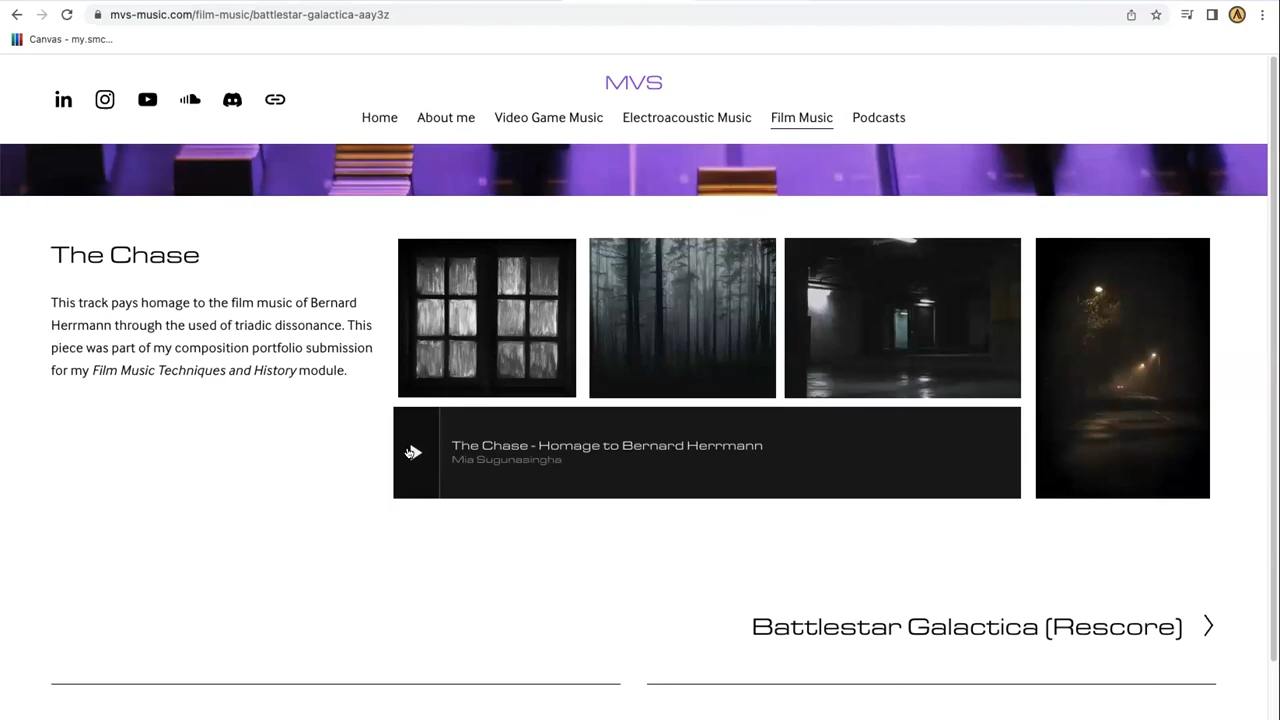 mvs-music.com/film-music/battlestar-galactica-aay3z
Canvas - my.smc...
MVS
Home About me Video Game Music Electroacoustic Music Film Music Podcasts
The Chase
This track pays homage to the film music of Bernard
Herrmann through the used of triadic dissonance. This
piece was part of my composition portfolio submission
for my Film Music Techniques and History module.
The Chase - Homage to Bernard Herrmann
Mia Sugunasingha
Battlestar Galactica (Rescore)